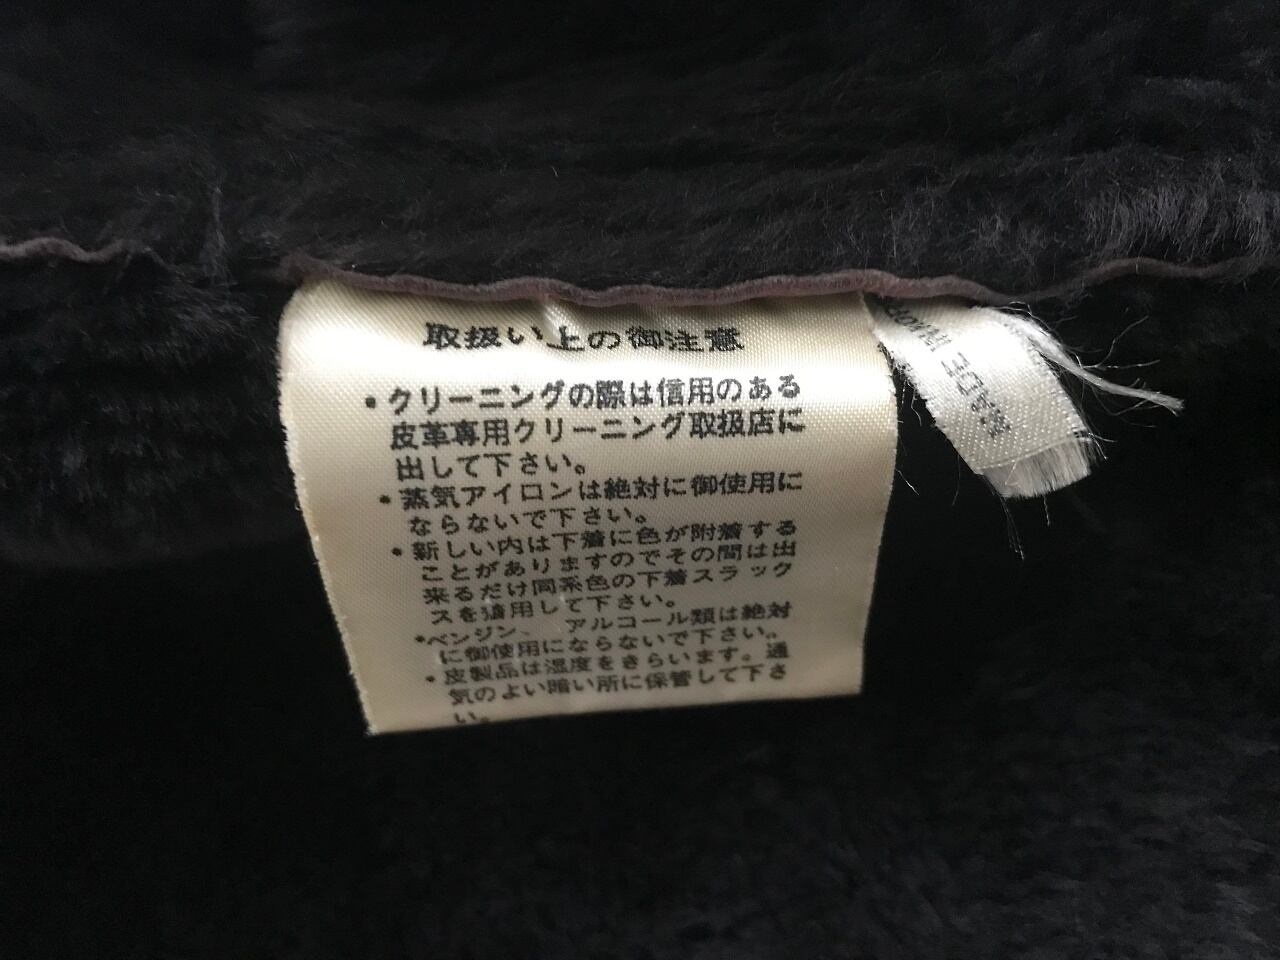 取扱い上の御注意
・クリーニングの際は信用のある
皮革専用クリーニング取扱店に
出して下さい。
・蒸気アイロンは絶対に御使用に
ならないで下さい。
・新しい内は下着に色が附着する
ことがありますのでその間は出
来るだけ同系色の下着スラック
スを着用して下さい。
・ベンジン、 アルコール類は絶対
に御使用にならないで下さい。
・皮製品は湿度をきらいます。通
気のよい暗い所に保管して下さ
い。
MADE IN KOR